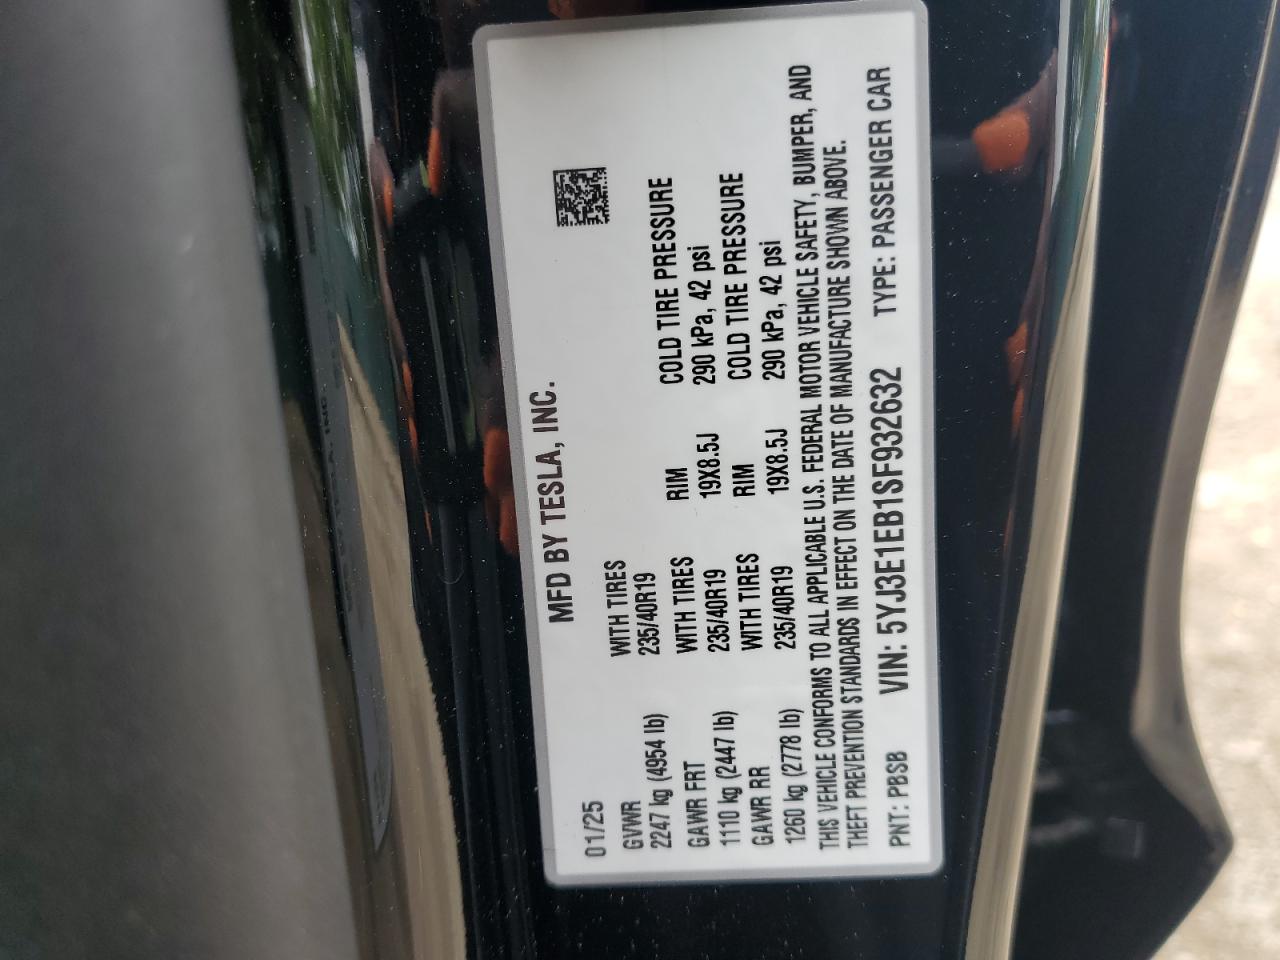 MFD BY TESLA, INC.
01/25
GVWR WITH TIRES
2247 kg (4954 lb) 235/40R19
GAWR FRT WITH TIRES RIM COLD TIRE PRESSURE
1110 kg (2447 lb) 235/40R19 19X8.5J 290 kPa, 42 psi
GAWR RR WITH TIRES RIM COLD TIRE PRESSURE
1260 kg (2778 lb) 235/40R19 19X8.5J 290 kPa, 42 psi
THIS VEHICLE CONFORMS TO ALL APPLICABLE U.S. FEDERAL MOTOR VEHICLE SAFETY, BUMPER, AND
THEFT PREVENTION STANDARDS IN EFFECT ON THE DATE OF MANUFACTURE SHOWN ABOVE.
PNT: PBSB VIN: 5YJ3E1EB1SF932632 TYPE: PASSENGER CAR